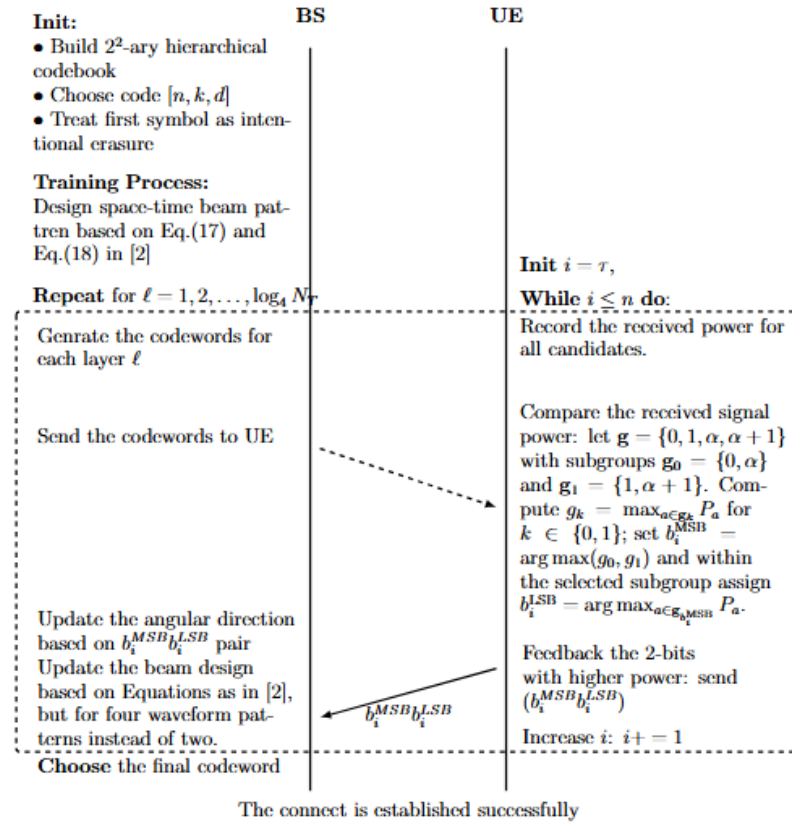 BS
UE
Init:
• Build 2²-ary hierarchical
codebook
• Choose code [n, k, d]
• Treat first symbol as inten-
tional erasure
Training Process:
Design space-time beam pat-
tren based on Eq.(17) and
Eq.(18) in [2]
Repeat for ℓ = 1, 2, . . . , log₄ N_T
Genrate the codewords for
each layer ℓ
Send the codewords to UE
Update the angular direction
based on b_i^{MSB}b_i^{LSB} pair
Update the beam design
based on Equations as in [2],
but for four waveform pat-
terns instead of two.
Choose the final codeword
Init i = τ,
While i ≤ n do:
Record the received power for
all candidates.
Compare the received signal
power: let g = {0, 1, α, α + 1}
with subgroups g₀ = {0, α}
and g₁ = {1, α + 1}. Com-
pute g_k = max_{a∈g_k} P_a for
k ∈ {0, 1}; set b_i^{MSB} =
arg max(g₀, g₁) and within
the selected subgroup assign
b_i^{LSB} = arg max_{a∈g_{b_i^{MSB}}} P_a.
Feedback the 2-bits
with higher power: send
(b_i^{MSB}b_i^{LSB})
b_i^{MSB}b_i^{LSB}
Increase i: i+ = 1
The connect is established successfully